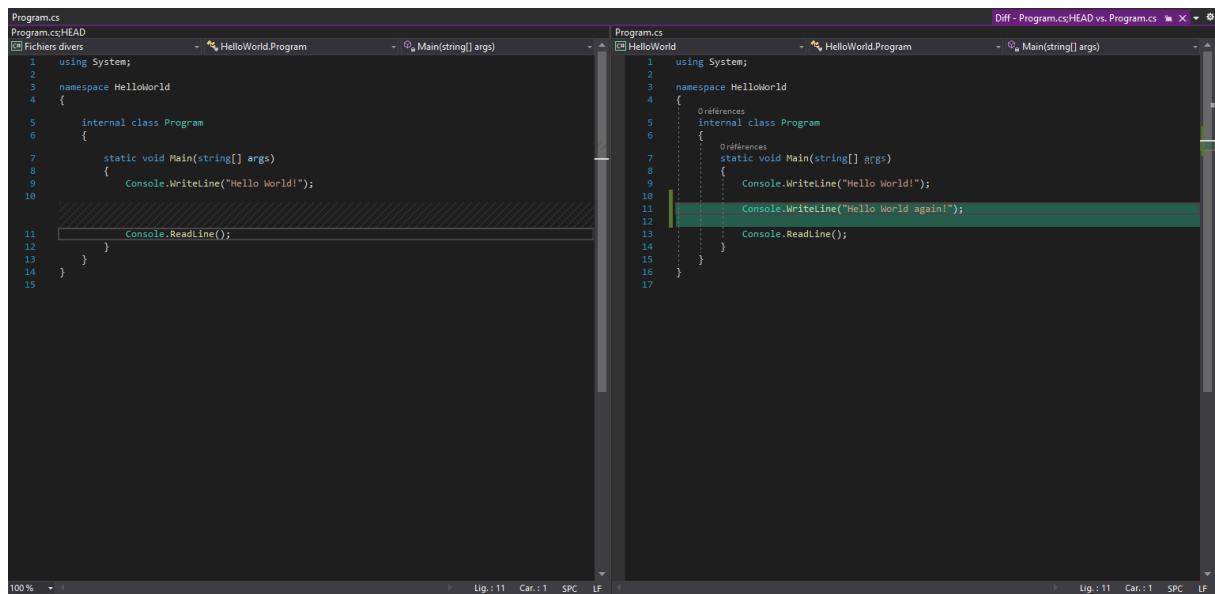 Program.cs
Diff - Program.cs;HEAD vs. Program.cs
Program.cs;HEAD
Fichiers divers
HelloWorld.Program
Main(string[] args)
1 using System;
2
3 namespace HelloWorld
4 {
5 internal class Program
6 {
7 static void Main(string[] args)
8 {
9 Console.WriteLine("Hello World!");
10
11 Console.ReadLine();
12 }
13 }
14 }
15
100 %
Lig. : 11 Car. : 1 SPC LF
Program.cs
C# HelloWorld
HelloWorld.Program
Main(string[] args)
1 using System;
2
3 namespace HelloWorld
4 {
0 références
5 internal class Program
6 {
0 références
7 static void Main(string[] args)
8 {
9 Console.WriteLine("Hello World!");
10
11 Console.WriteLine("Hello World again!");
12
13 Console.ReadLine();
14 }
15 }
16 }
17
Lig. : 11 Car. : 1 SPC LF